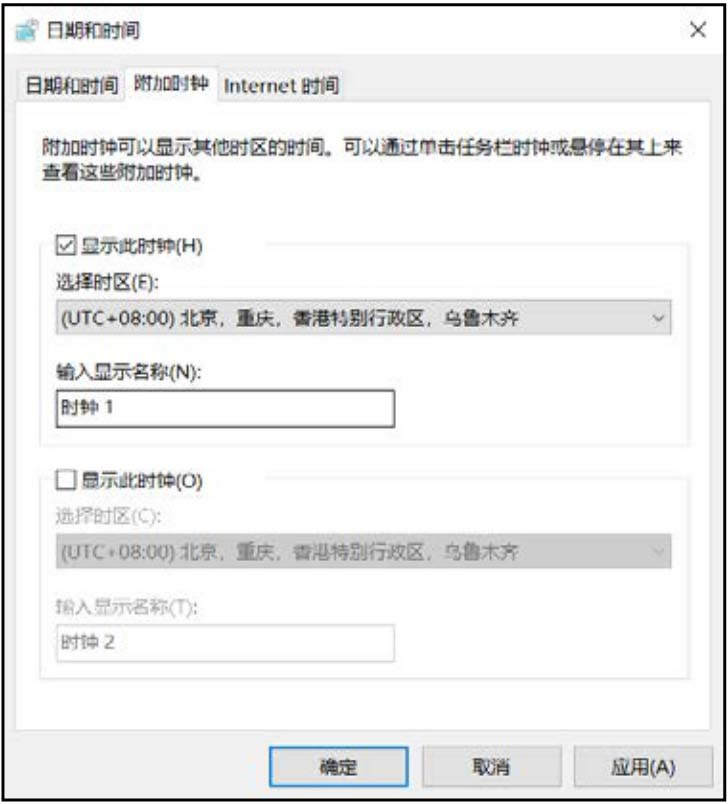 日期和时间
日期和时间 附加时钟 Internet 时间
附加时钟可以显示其他时区的时间。可以通过单击任务栏时钟或悬停在其上来
查看这些附加时钟。
显示此时钟(H)
选择时区(E):
(UTC+08:00) 北京，重庆，香港特别行政区，乌鲁木齐
输入显示名称(N):
时钟 1
显示此时钟(O)
选择时区(C):
(UTC+08:00) 北京，重庆，香港特别行政区，乌鲁木齐
输入显示名称(T):
时钟 2
确定 取消 应用(A)